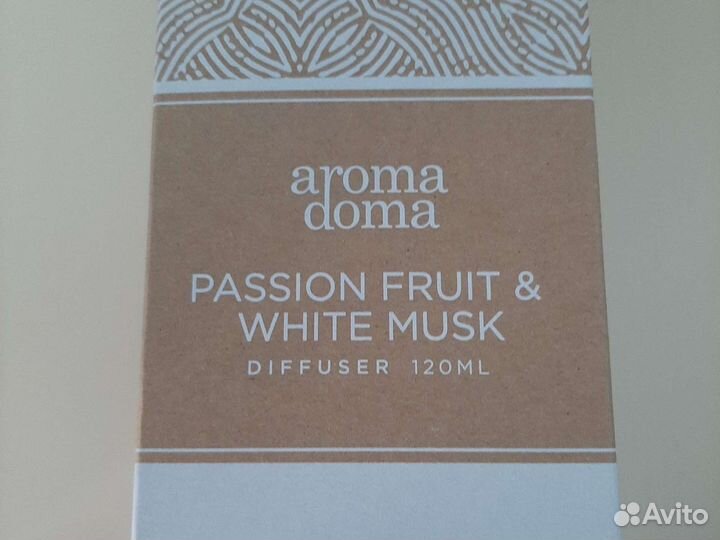 aroma
doma
PASSION FRUIT &
WHITE MUSK
DIFFUSER 120ML
Avito